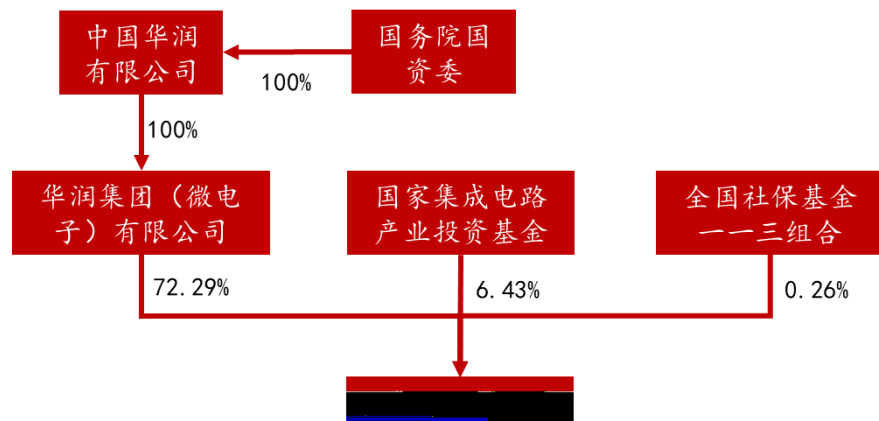 中国华润
有限公司
国务院国
资委
100%
100%
华润集团（微电
子）有限公司
国家集成电路
产业投资基金
全国社保基金
一一三组合
72.29%
6.43%
0.26%